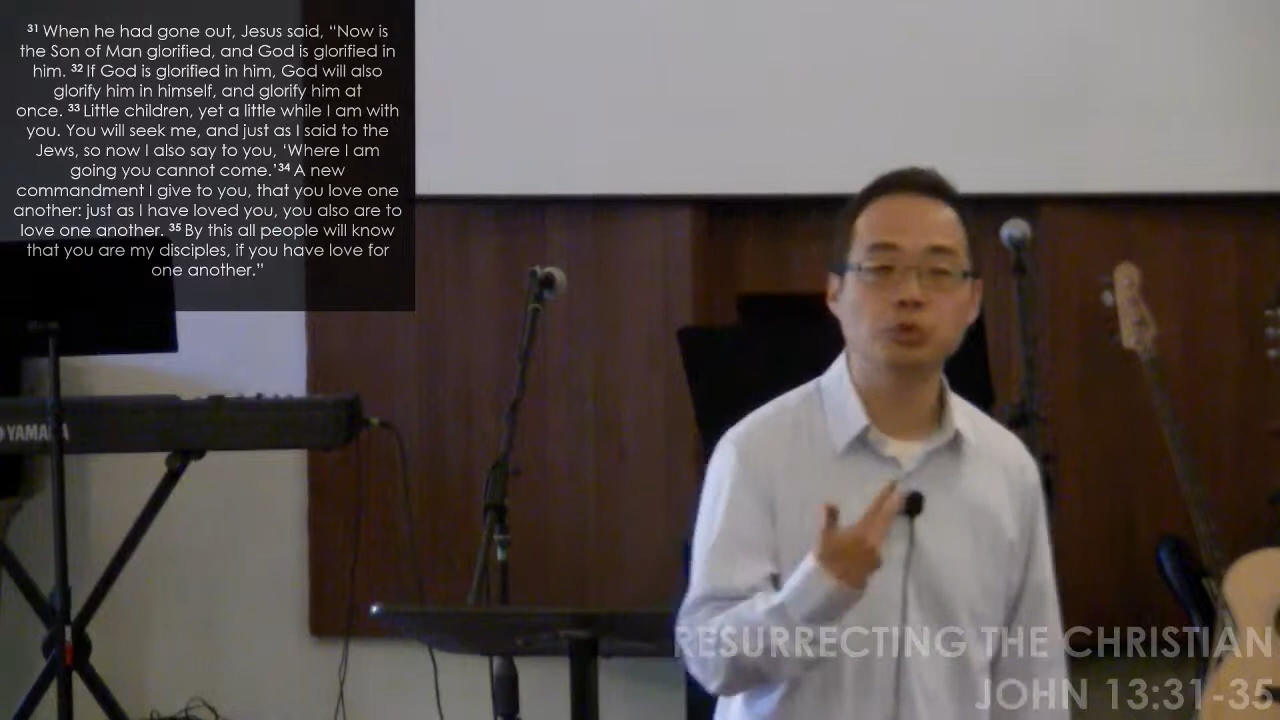 ³¹ When he had gone out, Jesus said, “Now is
the Son of Man glorified, and God is glorified in
him. ³² If God is glorified in him, God will also
glorify him in himself, and glorify him at
once. ³³ Little children, yet a little while I am with
you. You will seek me, and just as I said to the
Jews, so now I also say to you, ‘Where I am
going you cannot come.’ ³⁴ A new
commandment I give to you, that you love one
another: just as I have loved you, you also are to
love one another. ³⁵ By this all people will know
that you are my disciples, if you have love for
one another.”
YAMAHA
RESURRECTING THE CHRISTIAN
JOHN 13:31-35